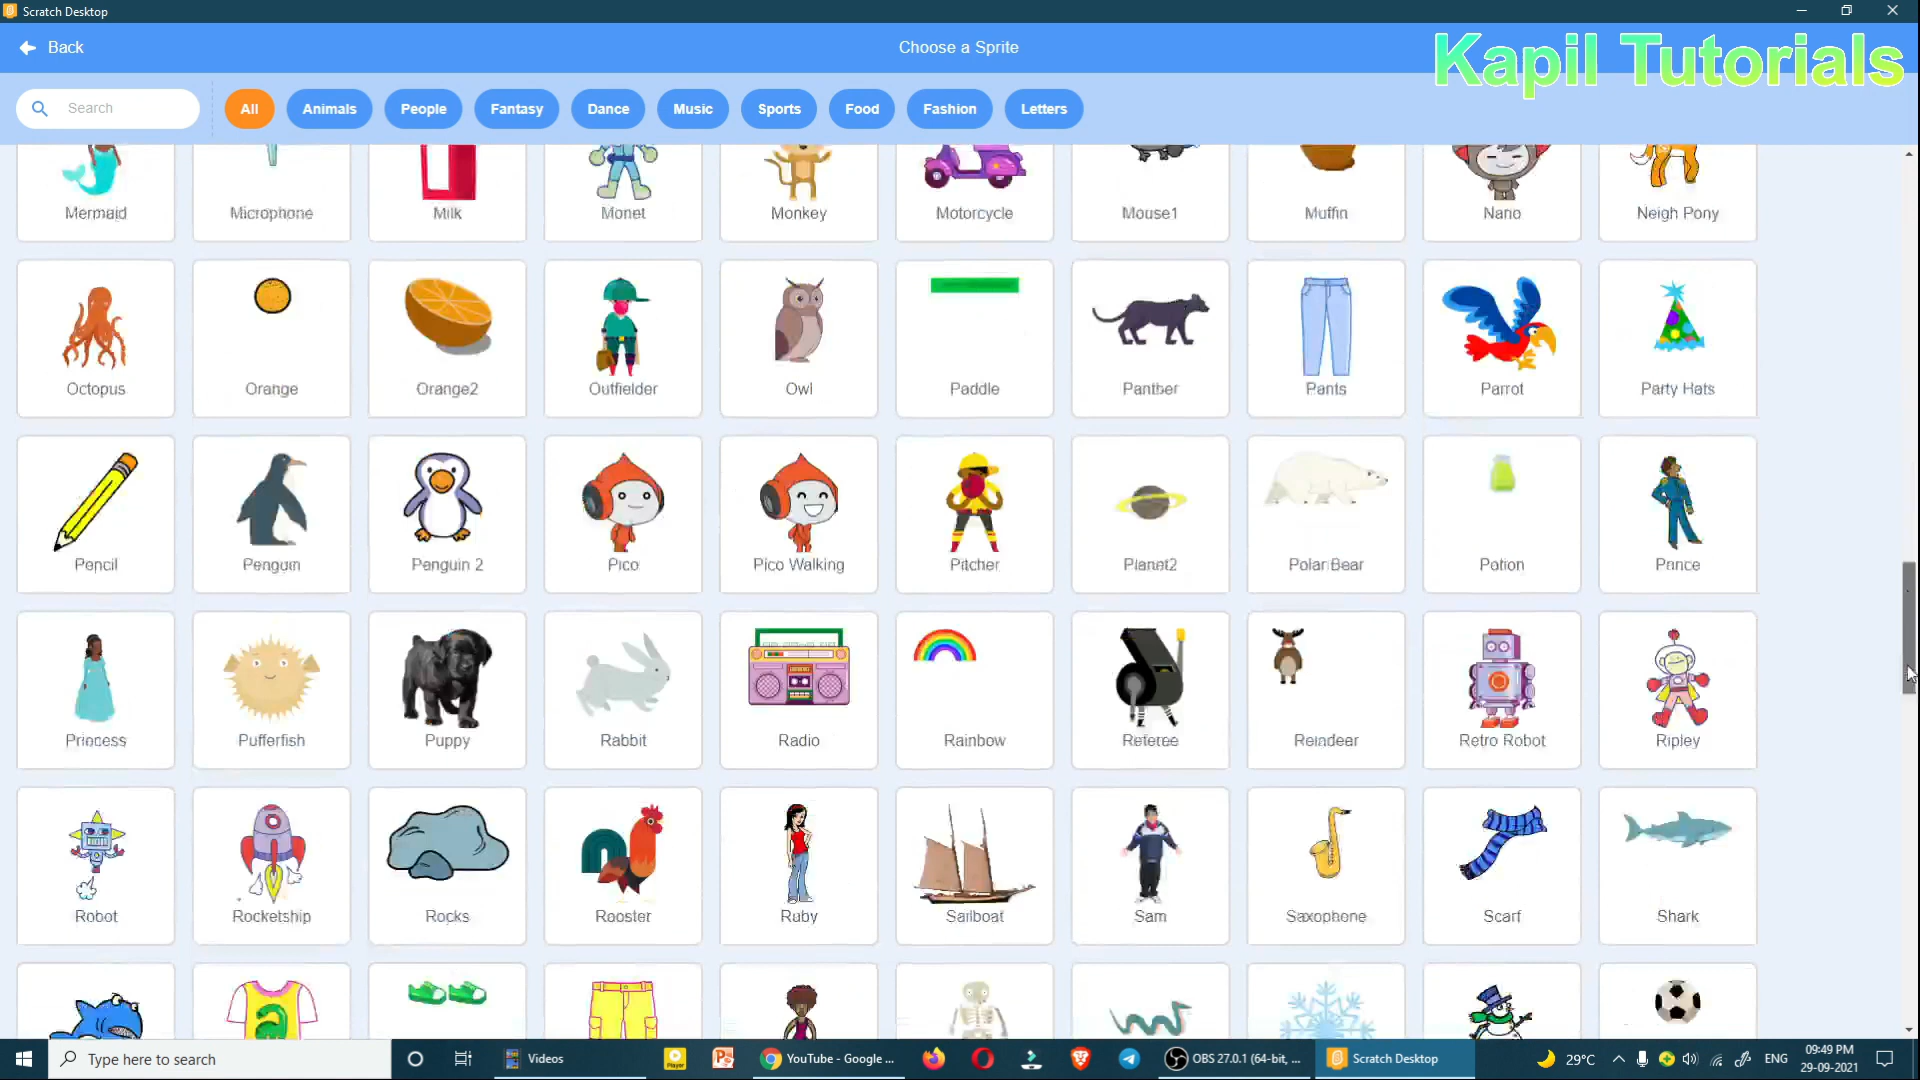 Scratch Desktop
Back
Choose a Sprite
Kapil Tutorials
Search
All
Animals
People
Fantasy
Dance
Music
Sports
Food
Fashion
Letters
Mermaid
Microphone
Milk
Monet
Monkey
Motorcycle
Mouse1
Muffin
Nano
Neigh Pony
Octopus
Orange
Orange2
Outfielder
Owl
Paddle
Panther
Pants
Parrot
Party Hats
Pencil
Penguin
Penguin 2
Pico
Pico Walking
Pitcher
Planet2
Polar Bear
Potion
Prince
Princess
Pufferfish
Puppy
Rabbit
Radio
Rainbow
Referee
Reindeer
Retro Robot
Ripley
Robot
Rocketship
Rocks
Rooster
Ruby
Sailboat
Sam
Saxophone
Scarf
Shark
Type here to search
Videos
YouTube - Google ...
OBS 27.0.1 (64-bit, ...
Scratch Desktop
29°C
ENG
09:49 PM
29-09-2021